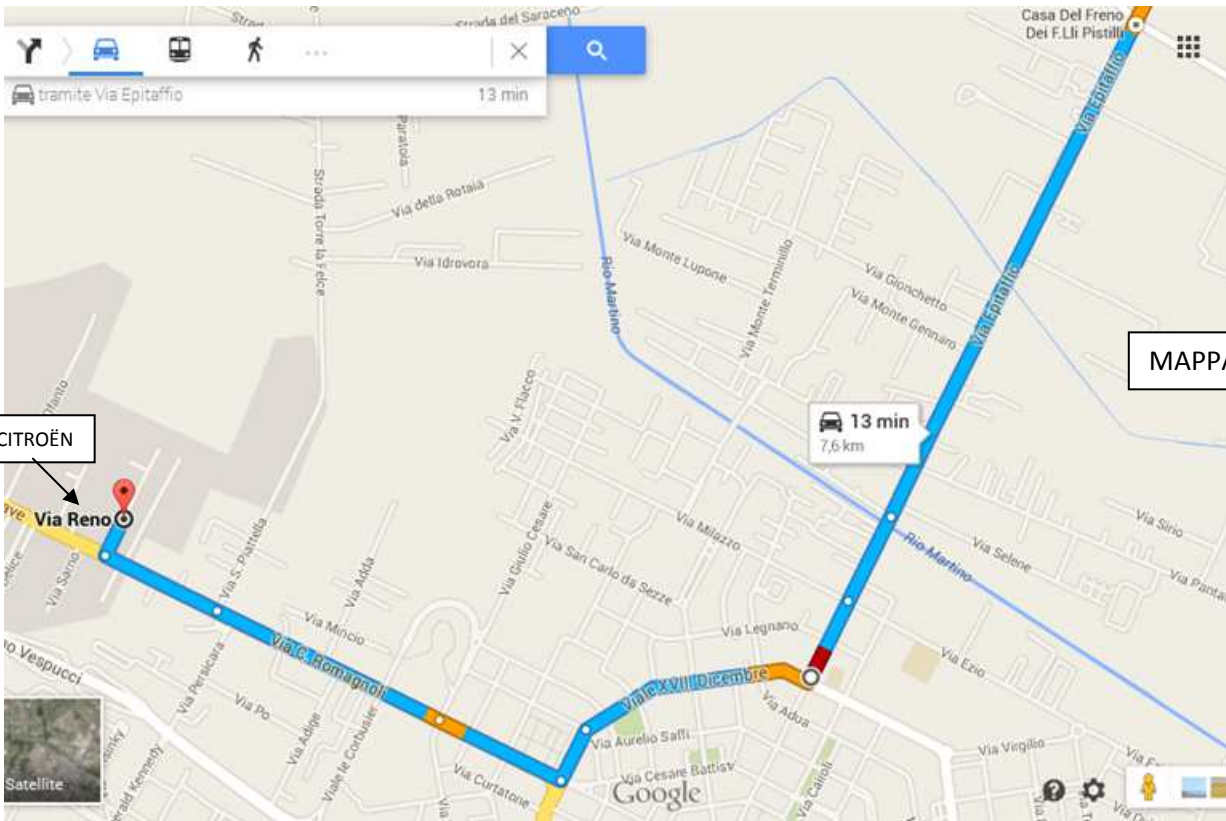 Strada del Saraceno
Casa Del Freno
Dei F.Lli Pistilli
tramite Via Epitaffio
13 min
Via Epitaffio
Paratoia
Via della Rotaia
Strada Torre la Felce
Via Idrovora
Via Monte Lupone
Via Monte Terminillo
Via Gionchetto
Via Monte Gennaro
Rio Martino
Via Epitaffio
MAPPA
13 min
7,6 km
Ofanto
CITROËN
Via V. Flacco
Via Reno
Via Sarno
Via S. Piattella
Via Adda
Via Giulio Cesare
Via San Carlo da Sezze
Via Milazzo
Rio Martino
Via Sirio
Via Selene
Via Mincio
Via Legnano
Via Ezio
Via C. Romagnoli
Viale XVII Dicembre
Via Adua
Vespucci
Via Persicara
Via Po
Via Adige
Viale le Corbusier
Via Aurelio Saffi
Via Virgilio
Via Curtatone
Via Cesare Battisti
Google
Via Cairoli
Kennedy
Satellite